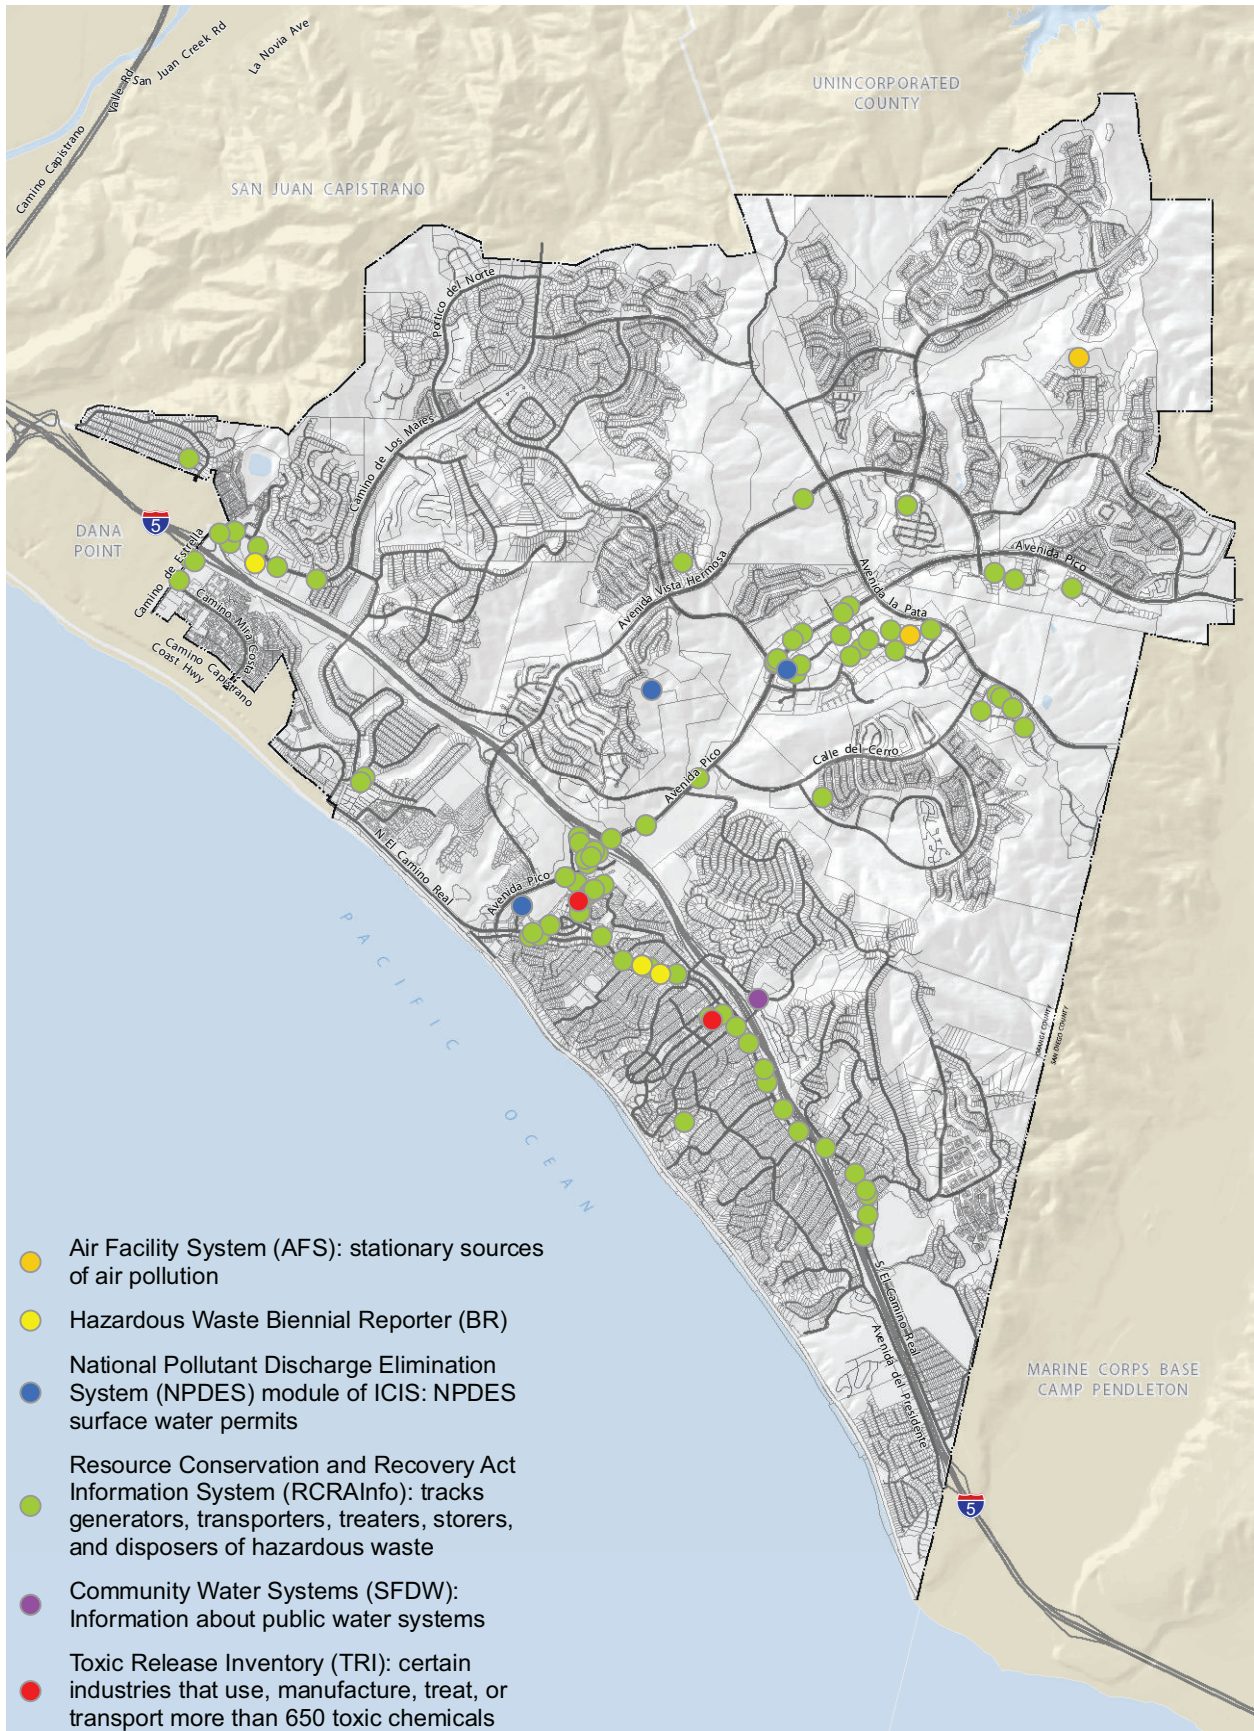 San Juan Creek Rd
La Novia Ave
Valle Rd
Camino Capistrano
UNINCORPORATED
COUNTY
SAN JUAN CAPISTRANO
Portico del Norte
Camino de Los Mares
5
DANA
POINT
Camino de Estrella
Camino Mira Costa
Camino Capistrano
Coast Hwy
Avenida Vista Hermosa
Avenida la Pata
Avenida Pico
Calle del Cerro
Avenida Pico
N El Camino Real
Avenida Pico
PACIFIC OCEAN
ORANGE COUNTY
SAN DIEGO COUNTY
S El Camino Real
Avenida del Presidente
MARINE CORPS BASE
CAMP PENDLETON
5
Air Facility System (AFS): stationary sources
of air pollution
Hazardous Waste Biennial Reporter (BR)
National Pollutant Discharge Elimination
System (NPDES) module of ICIS: NPDES
surface water permits
Resource Conservation and Recovery Act
Information System (RCRAInfo): tracks
generators, transporters, treaters, storers,
and disposers of hazardous waste
Community Water Systems (SFDW):
Information about public water systems
Toxic Release Inventory (TRI): certain
industries that use, manufacture, treat, or
transport more than 650 toxic chemicals